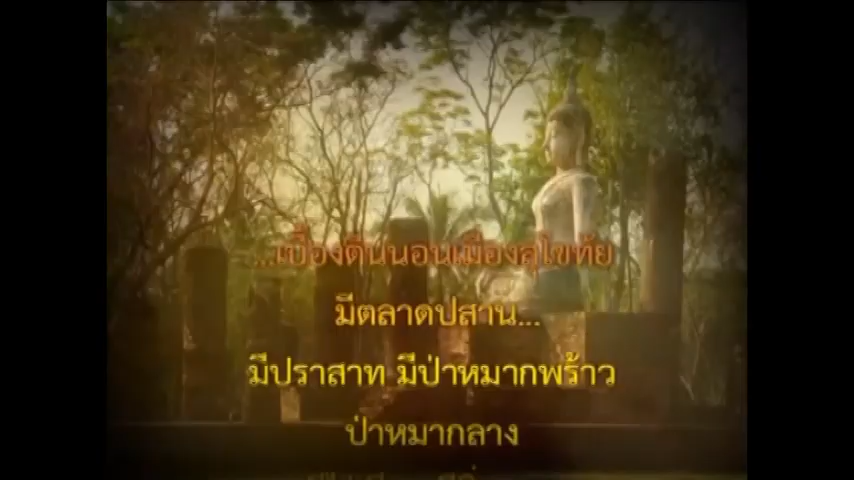 ...เบื้องตีนนอนเมืองสุโขทัย
มีตลาดปสาน...
มีปราสาท มีป่าหมากพร้าว
ป่าหมากลาง